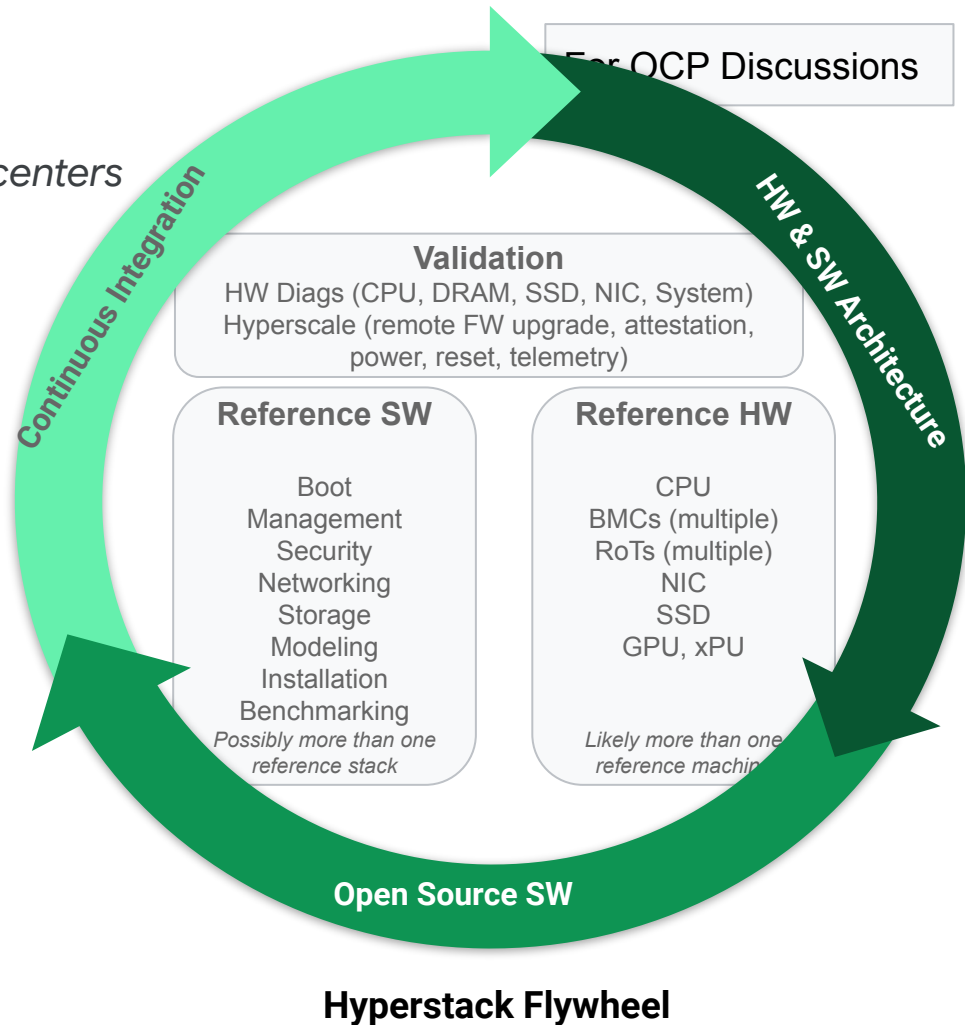 For OCP Discussions
centers
Continuous Integration
HW & SW Architecture
Validation
HW Diags (CPU, DRAM, SSD, NIC, System)
Hyperscale (remote FW upgrade, attestation,
power, reset, telemetry)
Reference SW
Boot
Management
Security
Networking
Storage
Modeling
Installation
Benchmarking
Possibly more than one
reference stack
Reference HW
CPU
BMCs (multiple)
RoTs (multiple)
NIC
SSD
GPU, xPU
Likely more than one
reference machin
Open Source SW
Hyperstack Flywheel